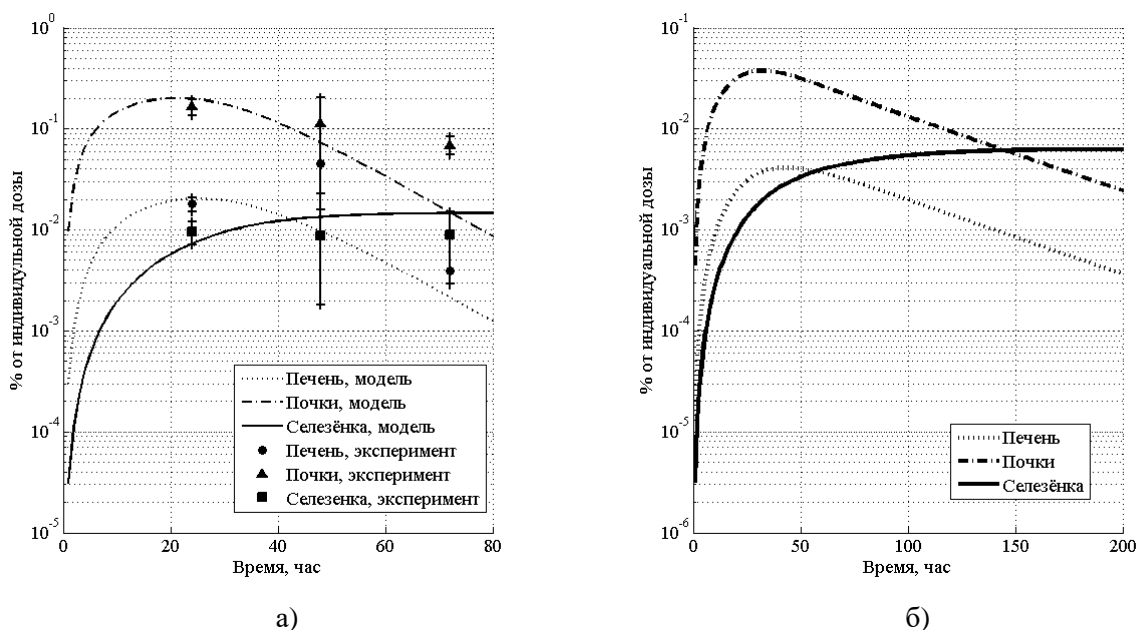 % от индивидульной дозы
10^0
10^-1
10^-2
10^-3
10^-4
10^-5
0
20
40
60
80
Время, час
Печень, модель
Почки, модель
Селезёнка, модель
Печень, эксперимент
Почки, эксперимент
Селезенка, эксперимент
а)
% от индивидуальной дозы
10^-1
10^-2
10^-3
10^-4
10^-5
10^-6
0
50
100
150
200
Время, час
Печень
Почки
Селезёнка
б)